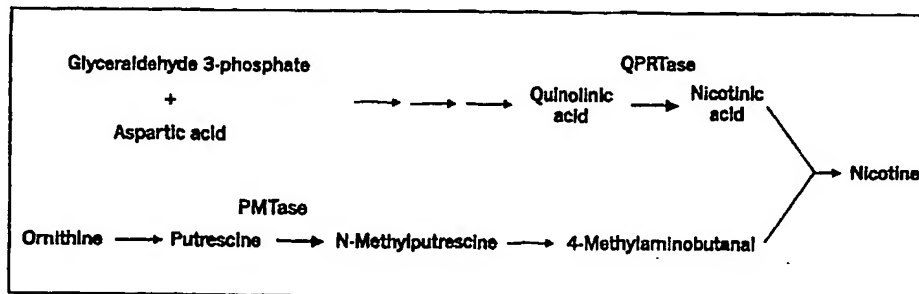 Glyceraldehyde 3-phosphate
+
Aspartic acid
QPRTase
Quinolinic acid
Nicotinic acid
Nicotine
PMTase
Ornithine Putrescine N-Methylputrescine 4-Methylaminobutanal